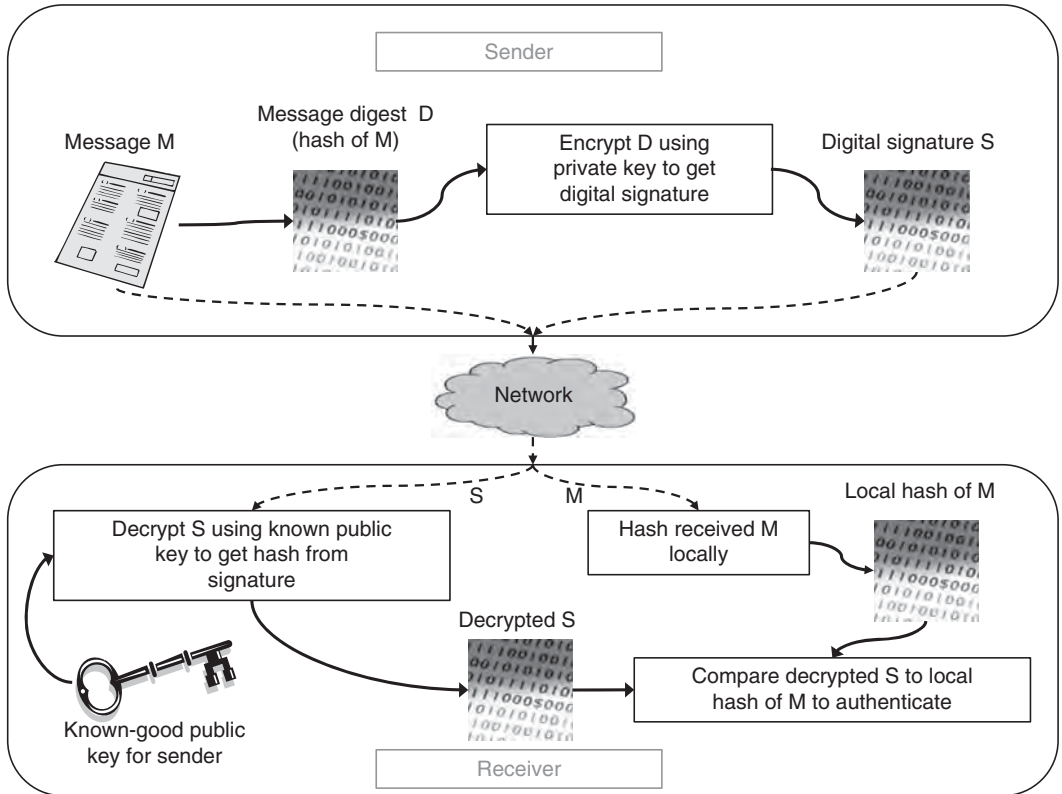 Sender
Message M
Message digest D
(hash of M)
Encrypt D using
private key to get
digital signature
Digital signature S
Network
S
M
Decrypt S using known public
key to get hash from
signature
Hash received M
locally
Local hash of M
Decrypted S
Compare decrypted S to local
hash of M to authenticate
Known-good public
key for sender
Receiver